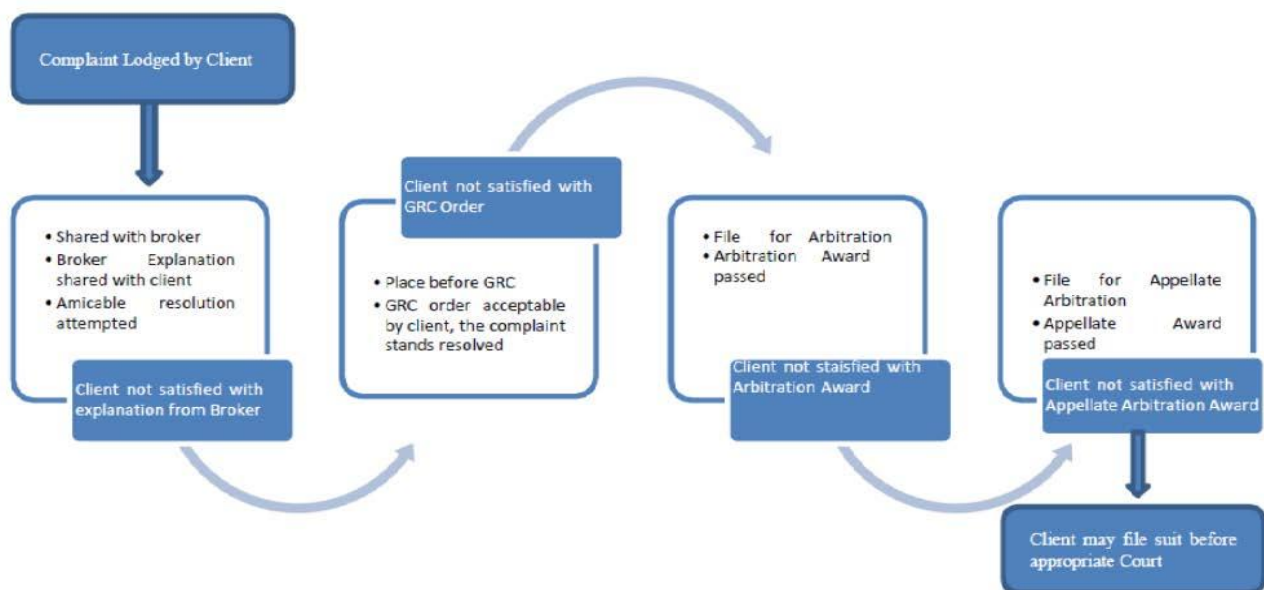 Complaint Lodged by Client
• Shared with broker
• Broker Explanation
shared with client
• Amicable resolution
attempted
Client not satisfied with
explanation from Broker
Client not satisfied with
GRC Order
• Place before GRC
• GRC order acceptable
by client, the complaint
stands resolved
• File for Arbitration
• Arbitration Award
passed
Client not staisfied with
Arbitration Award
• File for Appellate
Arbitration
• Appellate Award
passed
Client not satisfied with
Appellate Arbitration Award
Client may file suit before
appropriate Court